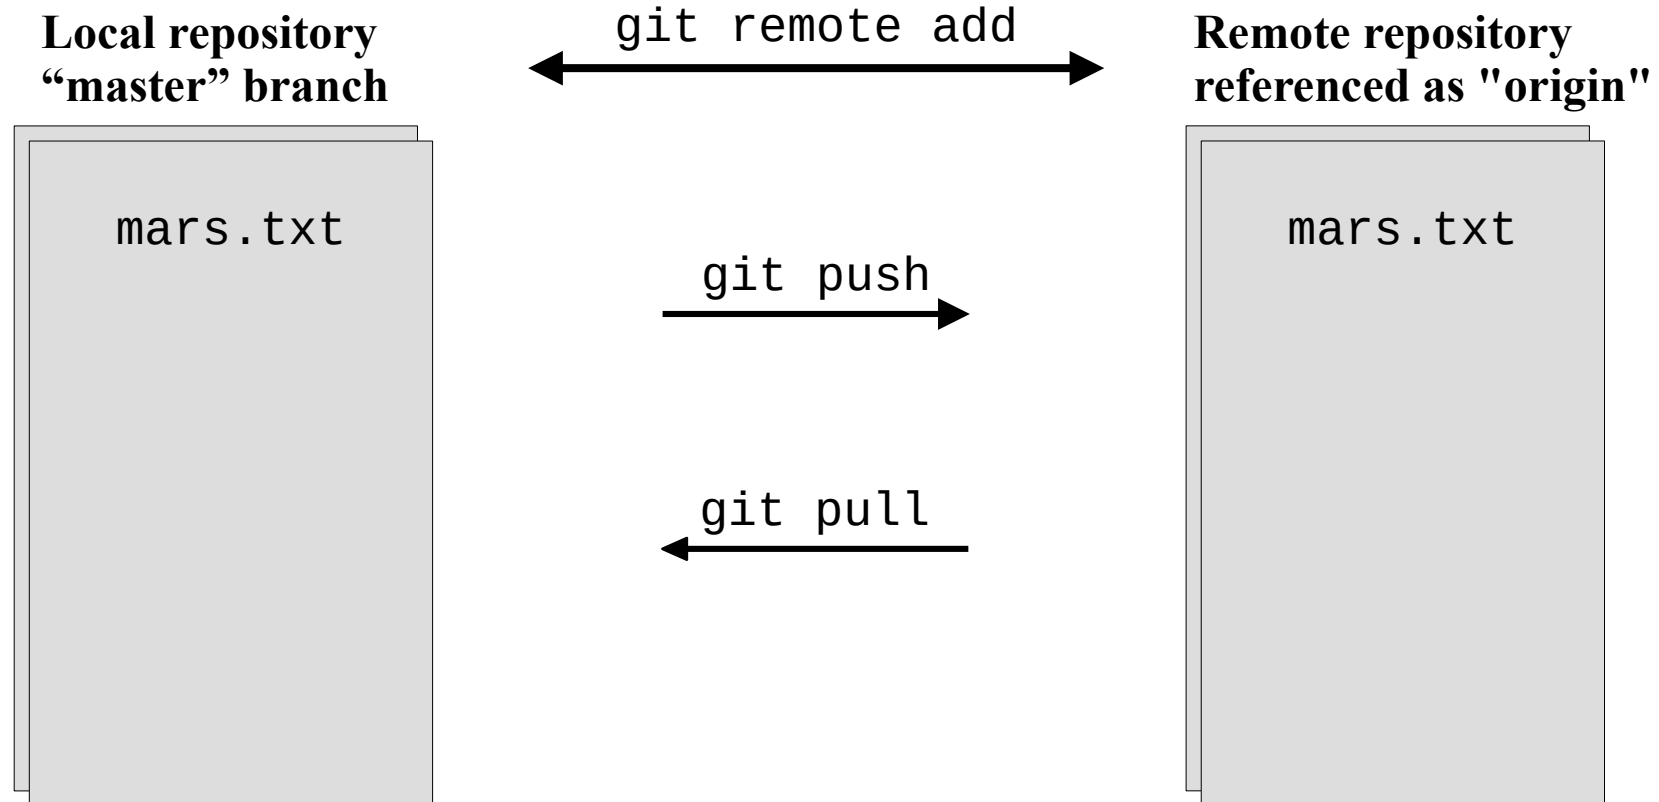 Local repository
“master” branch
git remote add
Remote repository
referenced as "origin"
mars.txt
mars.txt
git push
git pull